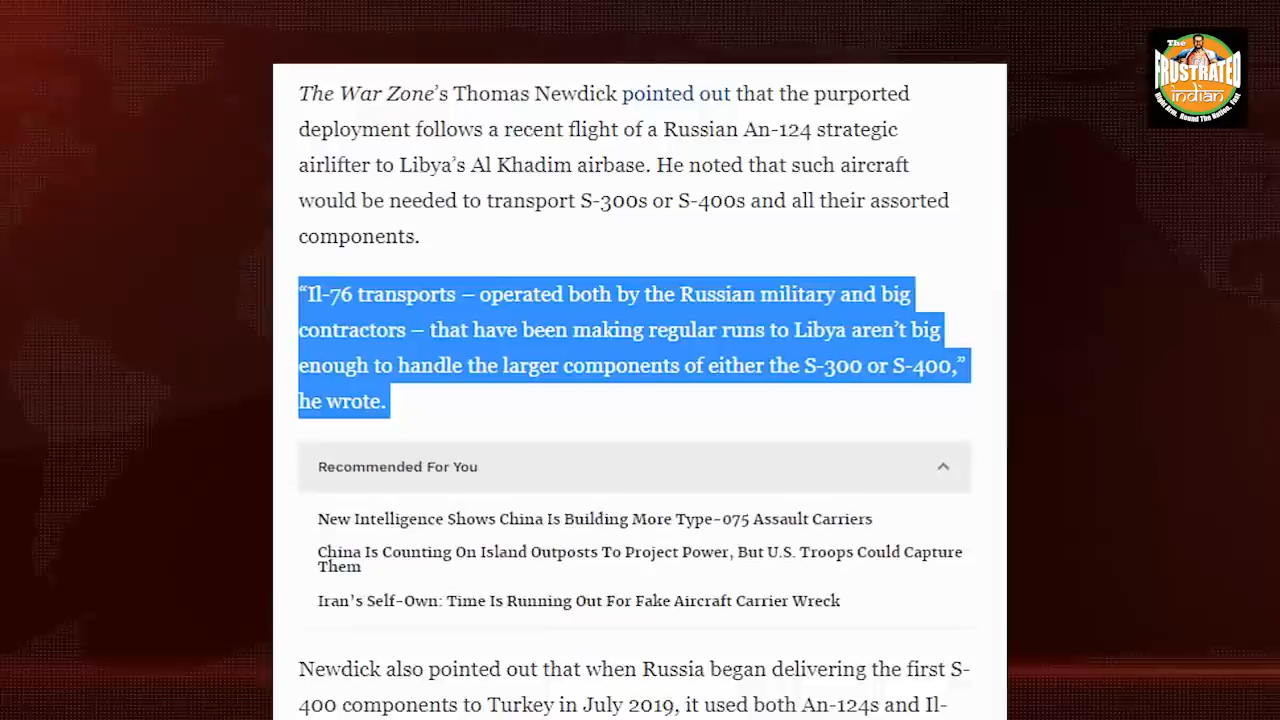 The
FRUSTRATED
indian
Right Arm. Round The Nation. Fast
The War Zone’s Thomas Newdick pointed out that the purported
deployment follows a recent flight of a Russian An-124 strategic
airlifter to Libya’s Al Khadim airbase. He noted that such aircraft
would be needed to transport S-300s or S-400s and all their assorted
components.
“Il-76 transports – operated both by the Russian military and big
contractors – that have been making regular runs to Libya aren’t big
enough to handle the larger components of either the S-300 or S-400,”
he wrote.
Recommended For You
New Intelligence Shows China Is Building More Type-075 Assault Carriers
China Is Counting On Island Outposts To Project Power, But U.S. Troops Could Capture
Them
Iran’s Self-Own: Time Is Running Out For Fake Aircraft Carrier Wreck
Newdick also pointed out that when Russia began delivering the first S-
400 components to Turkey in July 2019, it used both An-124s and Il-